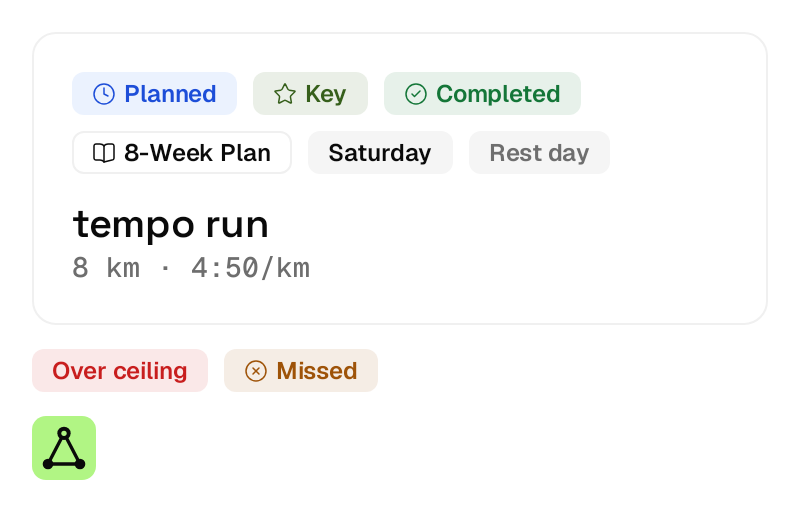 Planned Key Completed
8-Week Plan Saturday Rest day
tempo run
8 km · 4:50/km
Over ceiling Missed